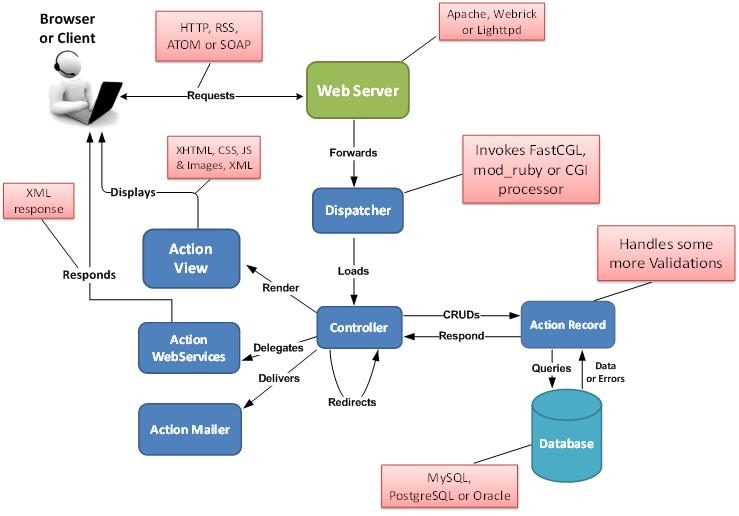 Browser
or Client
HTTP, RSS,
ATOM or SOAP
Apache, Webrick
or Lighttpd
Requests
Web Server
Forwards
Invokes FastCGL,
mod_ruby or CGI
processor
XHTML, CSS, JS
& Images, XML
XML
response
Displays
Dispatcher
Action
View
Loads
Handles some
more Validations
Responds
Render
Controller
CRUDs
Respond
Action Record
Action
WebServices
Delegates
Delivers
Redirects
Queries
Data
or Errors
Action Mailer
Database
MySQL,
PostgreSQL or Oracle